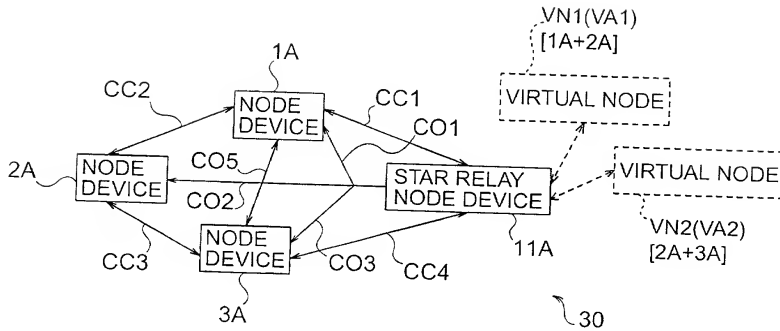 VN1(VA1)
[1A+2A]
1A
CC2
NODE
DEVICE
CC1
CO1
VIRTUAL NODE
2A
NODE
DEVICE
CO5
CO2
STAR RELAY
NODE DEVICE
VIRTUAL NODE
CC3
NODE
DEVICE
CO3
CC4
11A
VN2(VA2)
[2A+3A]
3A
30